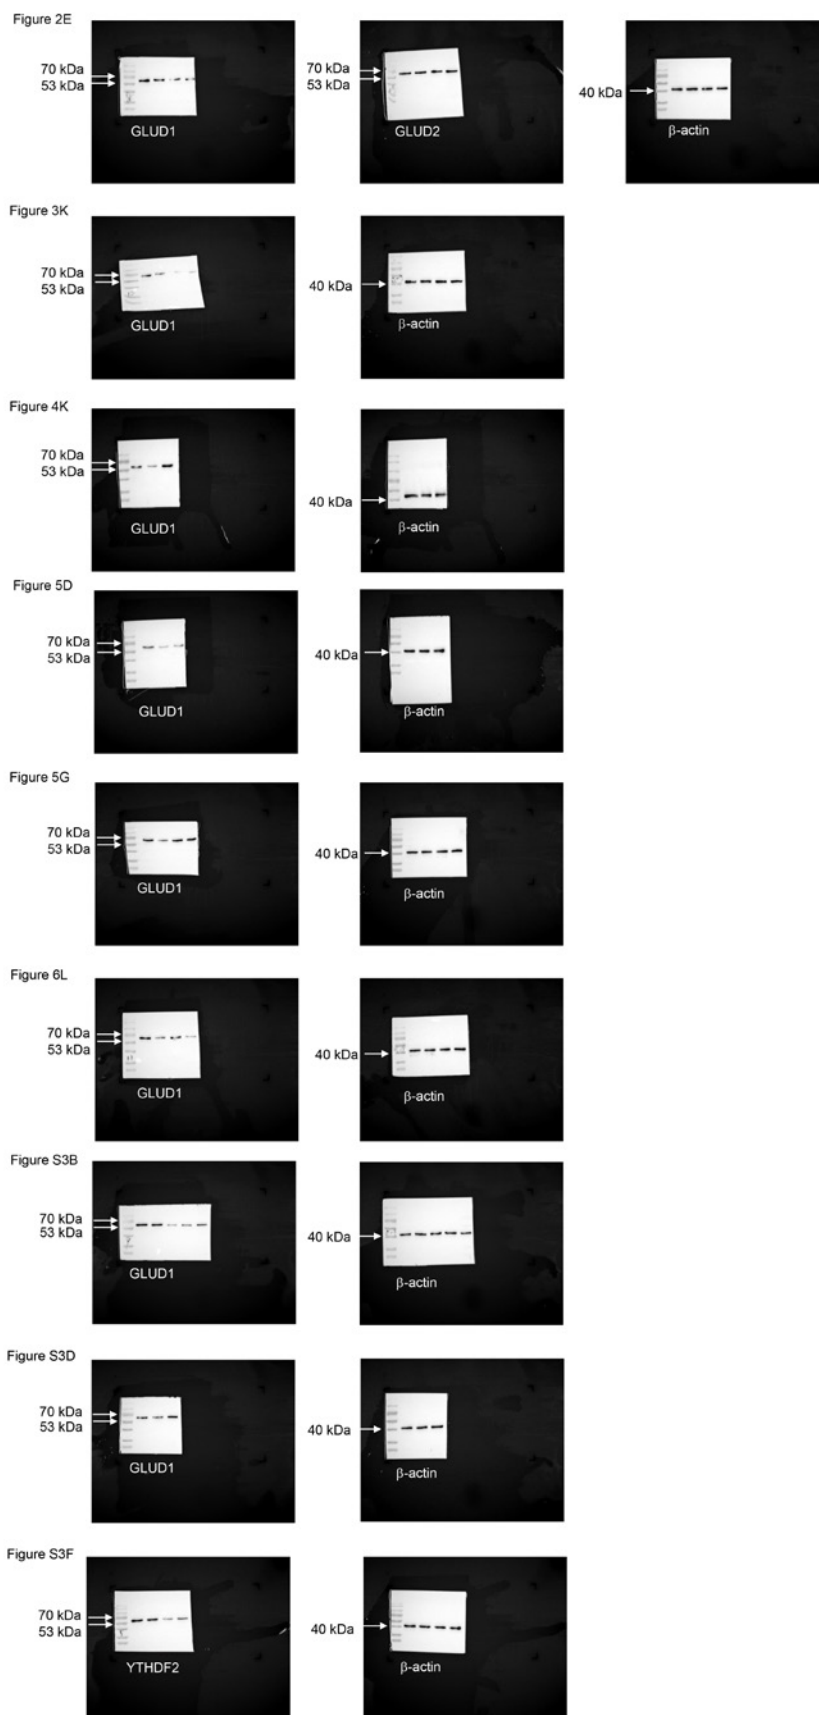 Figure 2E
70 kDa
53 kDa
GLUD1
70 kDa
53 kDa
GLUD2
40 kDa
β-actin
Figure 3K
70 kDa
53 kDa
GLUD1
40 kDa
β-actin
Figure 4K
70 kDa
53 kDa
GLUD1
40 kDa
β-actin
Figure 5D
70 kDa
53 kDa
GLUD1
40 kDa
β-actin
Figure 5G
70 kDa
53 kDa
GLUD1
40 kDa
β-actin
Figure 6L
70 kDa
53 kDa
GLUD1
40 kDa
β-actin
Figure S3B
70 kDa
53 kDa
GLUD1
40 kDa
β-actin
Figure S3D
70 kDa
53 kDa
GLUD1
40 kDa
β-actin
Figure S3F
70 kDa
53 kDa
YTHDF2
40 kDa
β-actin